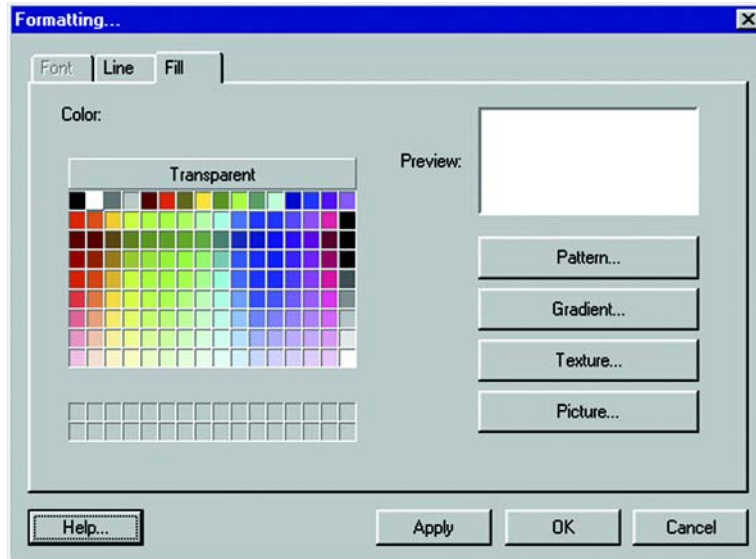 Formatting...
Font Line Fill
Color:
Transparent
Preview:
Pattern...
Gradient...
Texture...
Picture...
Help... Apply OK Cancel